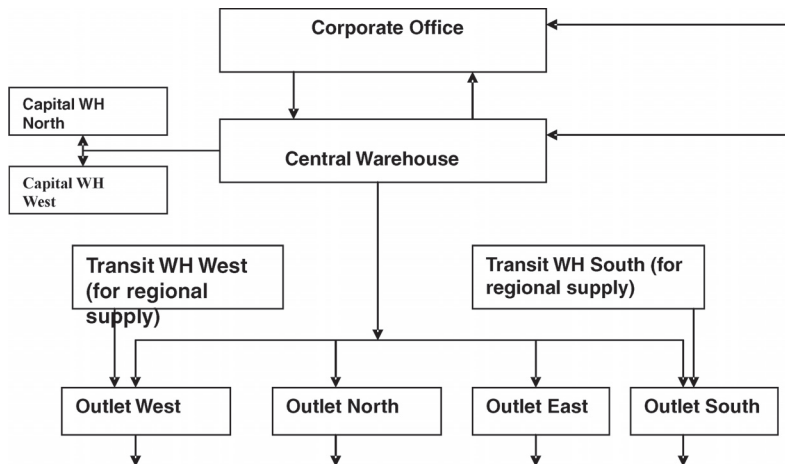 Corporate Office
Capital WH
North
Central Warehouse
Capital WH
West
Transit WH West
(for regional
supply)
Transit WH South (for
regional supply)
Outlet West
Outlet North
Outlet East
Outlet South